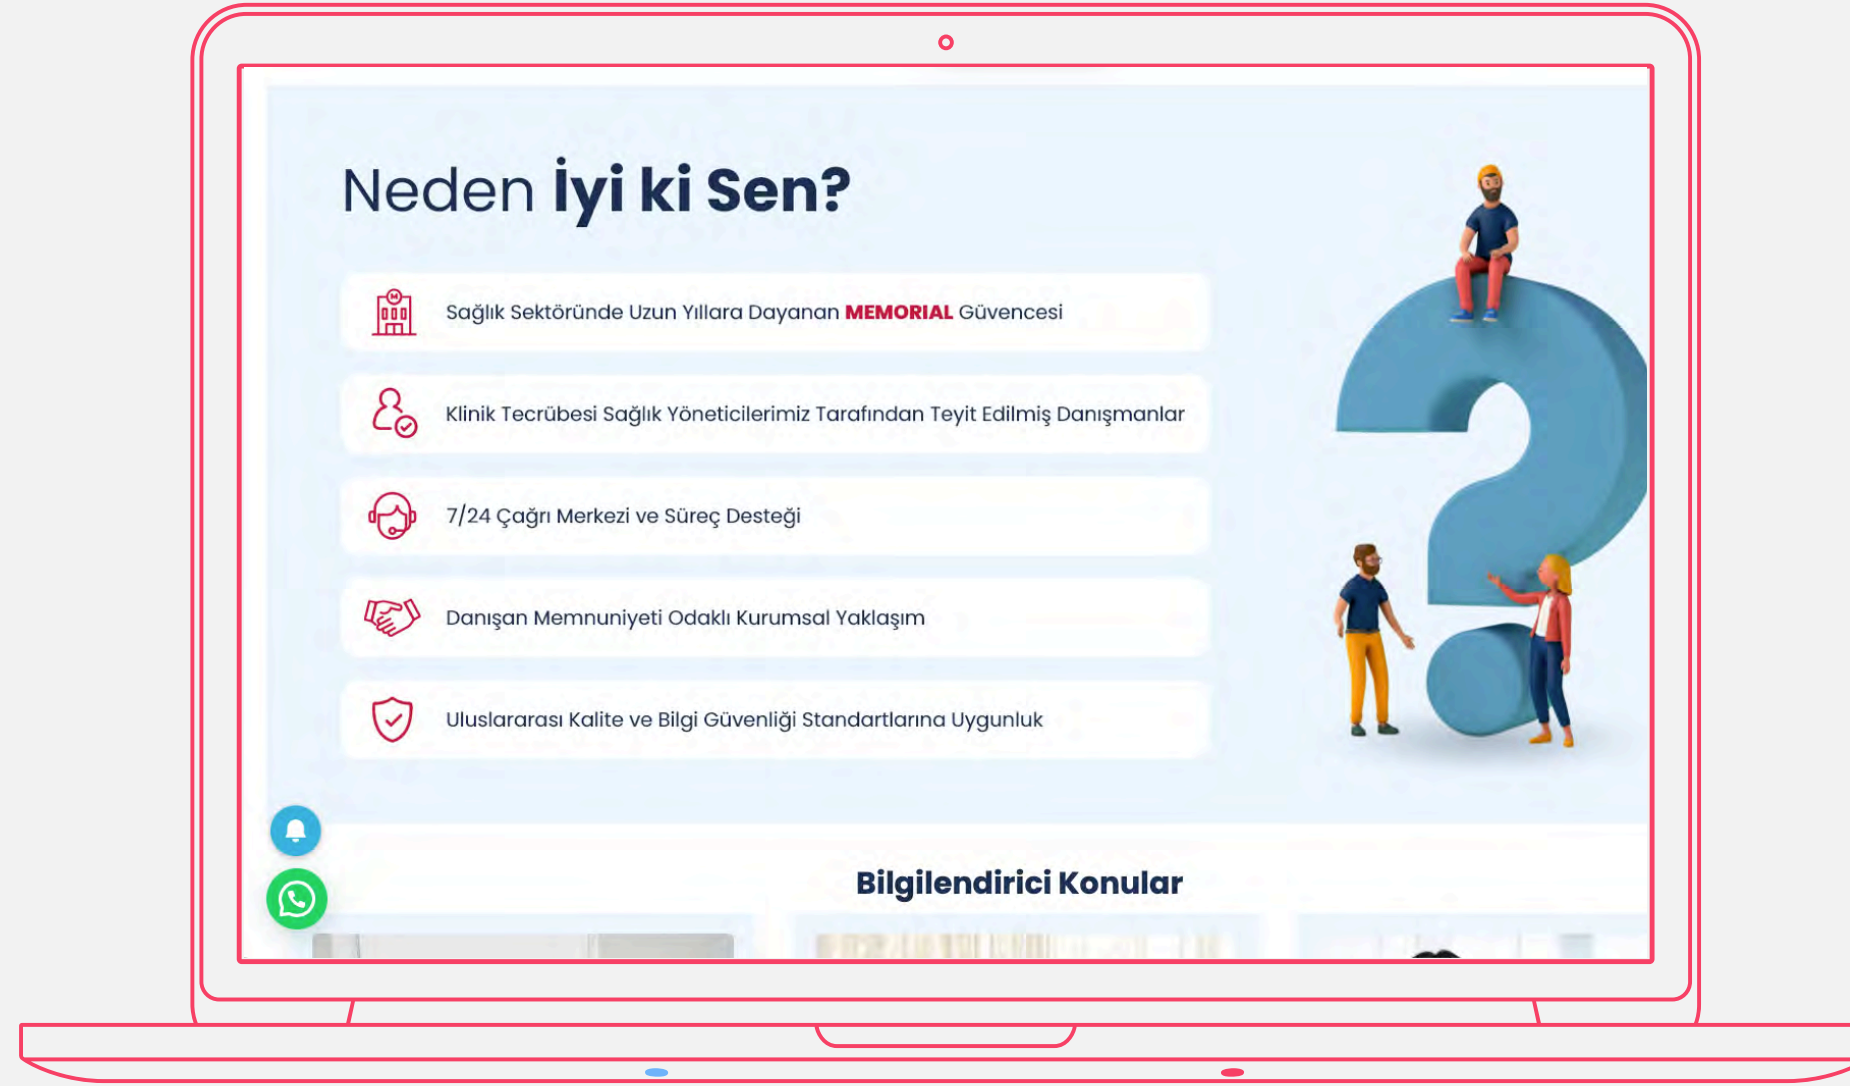 Neden İyi ki Sen?
Sağlık Sektöründe Uzun Yıllara Dayanan MEMORIAL Güvencesi
Klinik Tecrübesi Sağlık Yöneticilerimiz Tarafından Teyit Edilmiş Danışmanlar
7/24 Çağrı Merkezi ve Süreç Desteği
Danışan Memnuniyeti Odaklı Kurumsal Yaklaşım
Uluslararası Kalite ve Bilgi Güvenliği Standartlarına Uygunluk
Bilgilendirici Konular